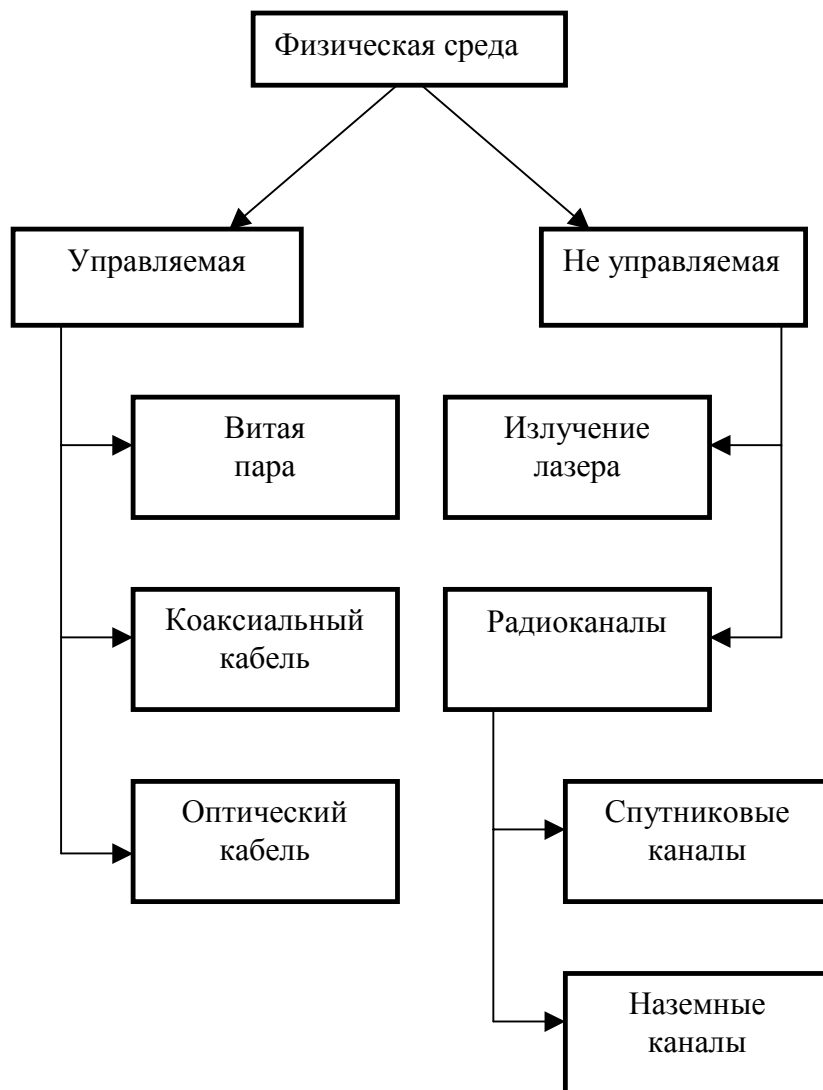 Физическая среда
Управляемая
Не управляемая
Витая
пара
Излучение
лазера
Коаксиальный
кабель
Радиоканалы
Оптический
кабель
Спутниковые
каналы
Наземные
каналы